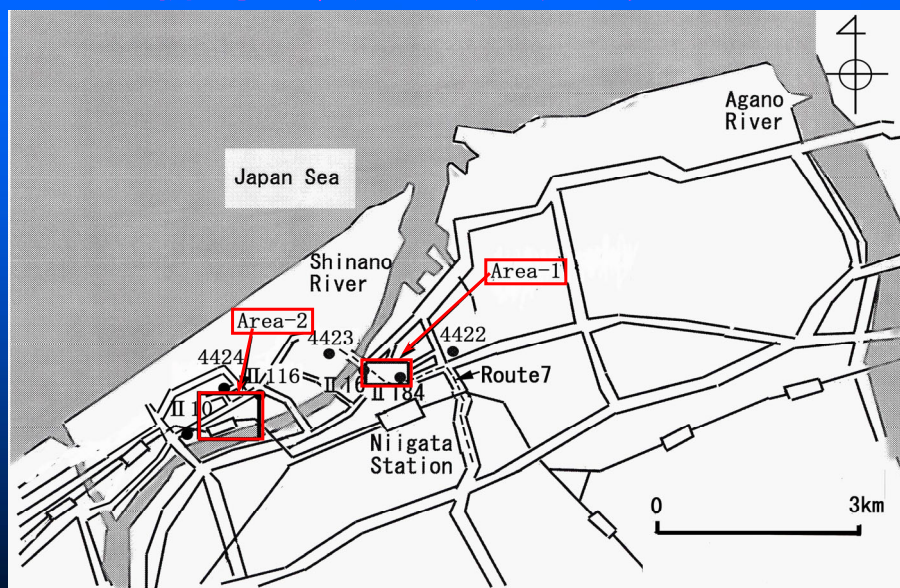 Agano
River
Japan Sea
Shinano
River
Area-1
Area-2
4423
4422
4424
Ⅱ116
Ⅱ16
Route7
Ⅱ184
Ⅱ10
Niigata
Station
0
3km